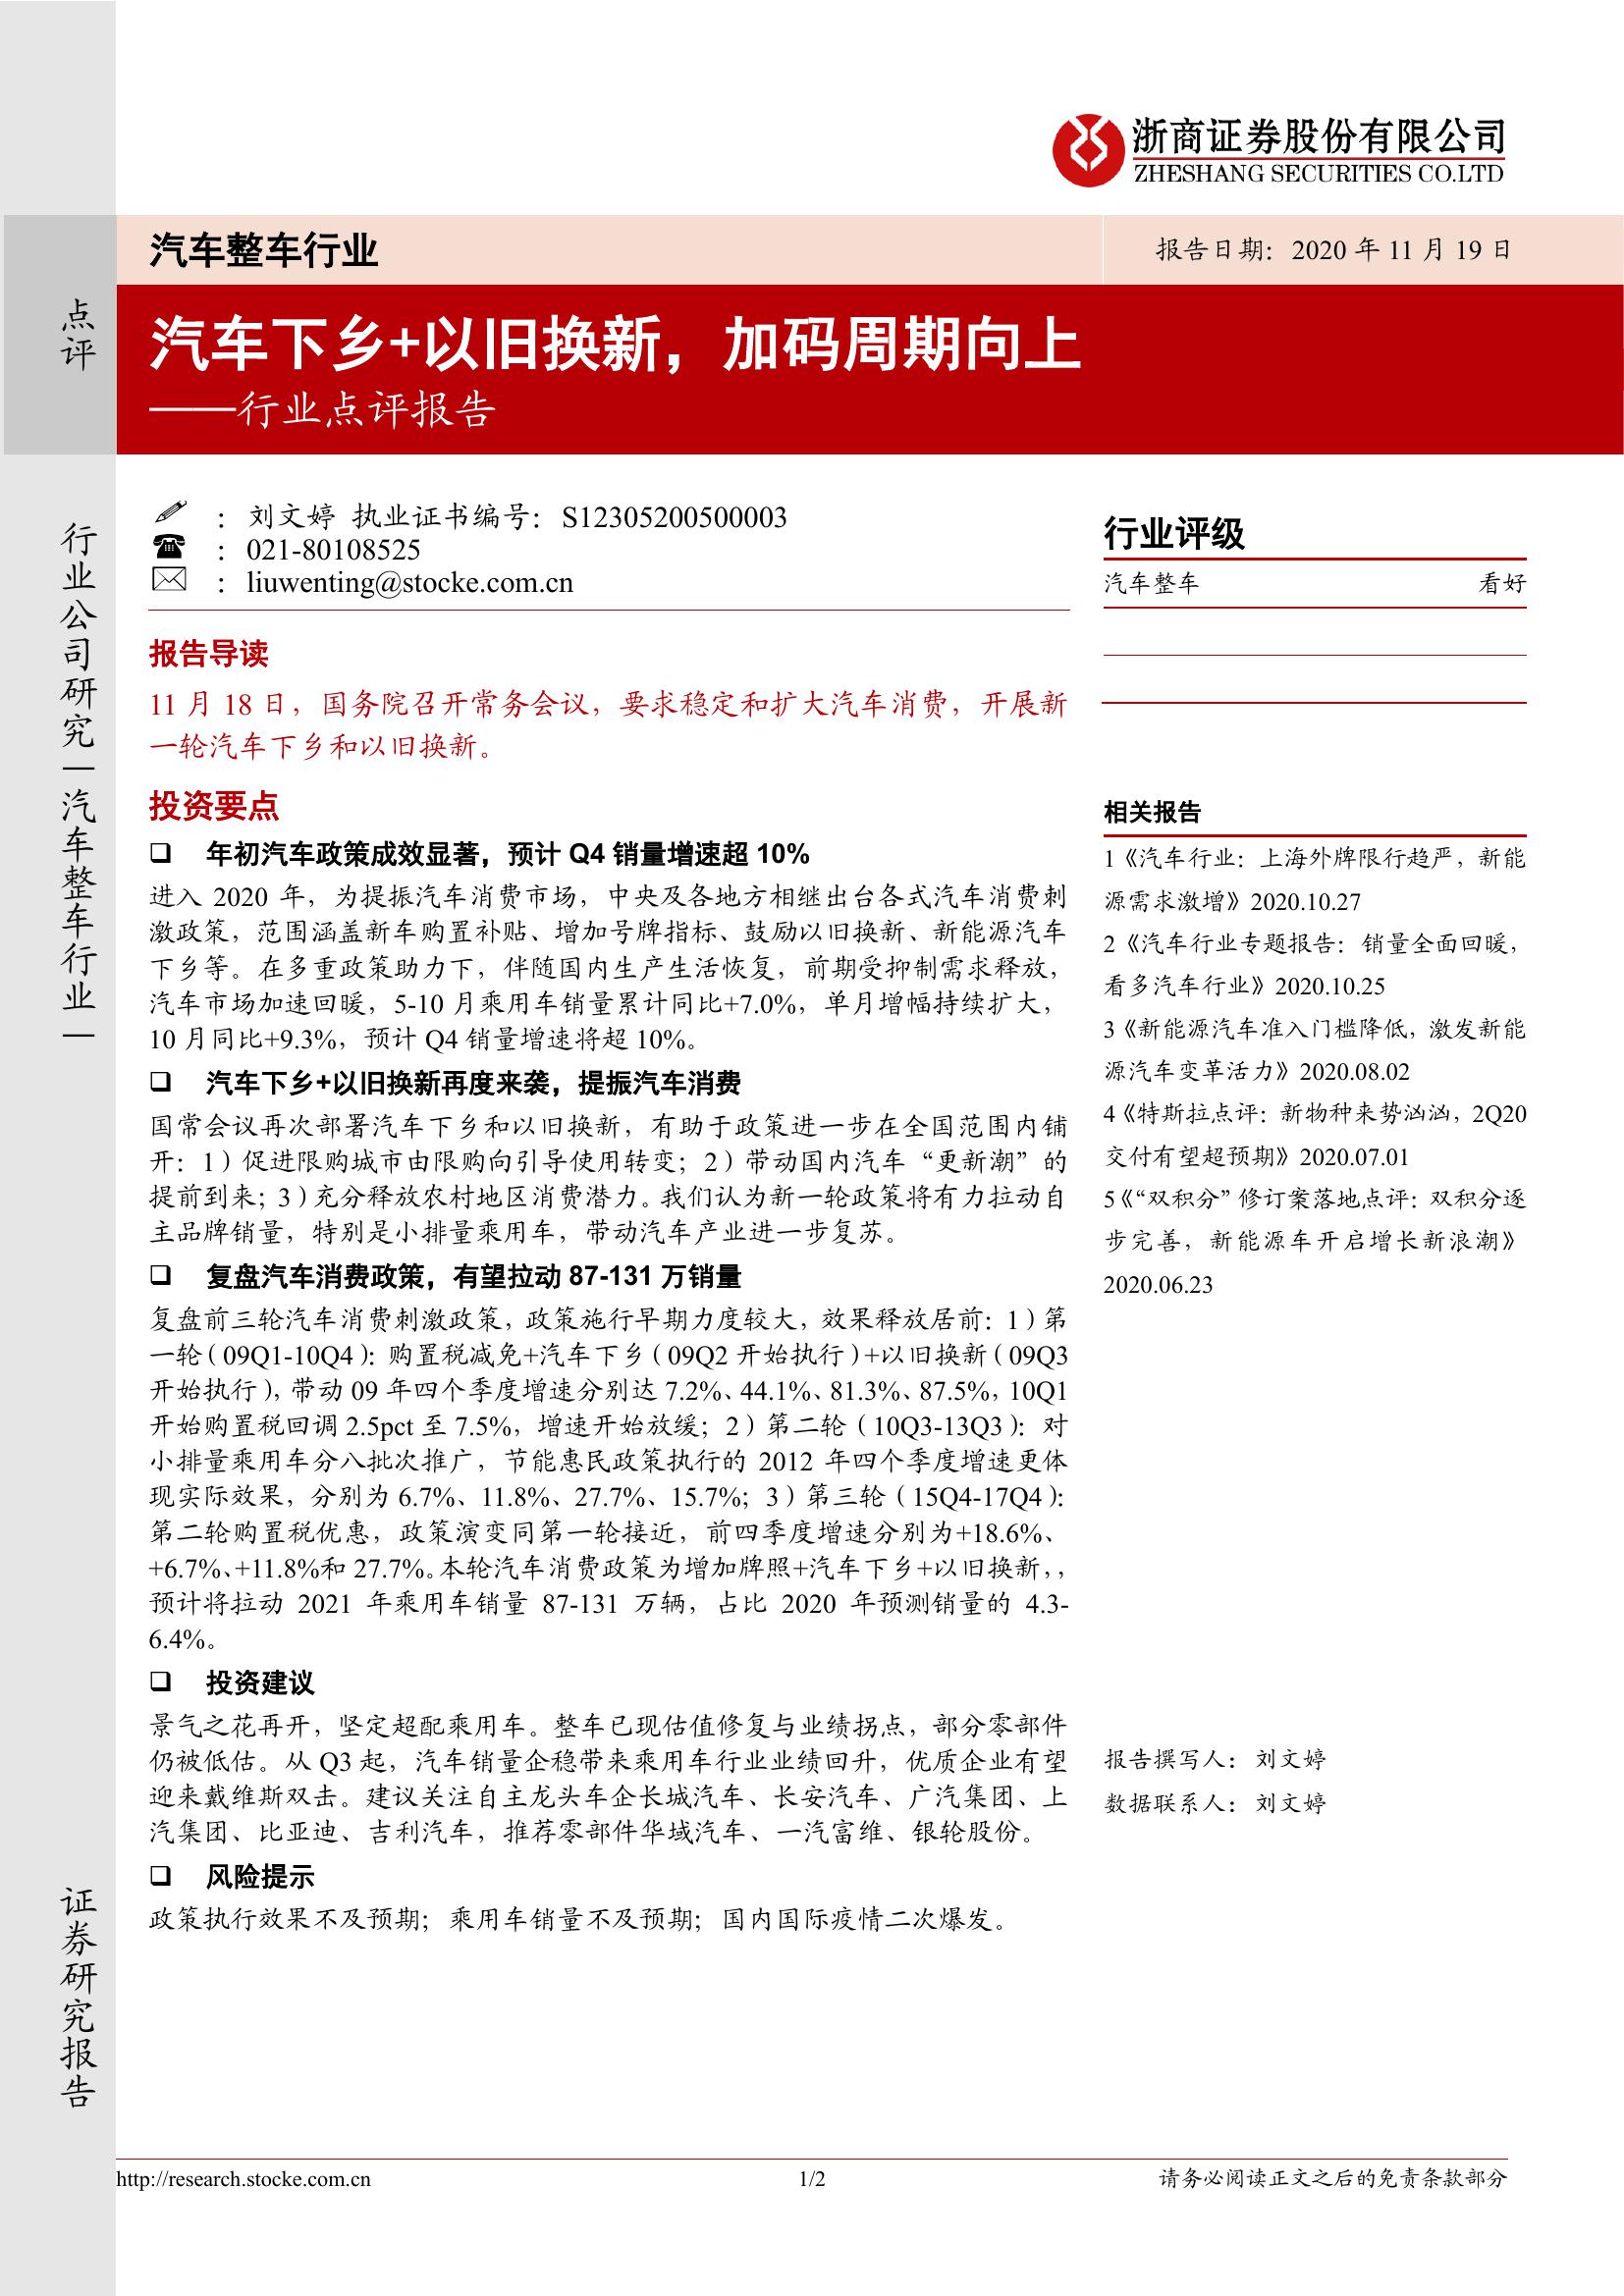 浙商证券股份有限公司
ZHESHANG SECURITIES CO.LTD
汽车整车行业
报告日期：2020 年 11 月 19 日
点评
汽车下乡+以旧换新，加码周期向上
——行业点评报告
行业公司研究|汽车整车行业|
证券研究报告
：刘文婷 执业证书编号：S12305200500003
：021-80108525
：liuwenting@stocke.com.cn
报告导读
11 月 18 日，国务院召开常务会议，要求稳定和扩大汽车消费，开展新
一轮汽车下乡和以旧换新。
投资要点
❑ 年初汽车政策成效显著，预计 Q4 销量增速超 10%
进入 2020 年，为提振汽车消费市场，中央及各地方相继出台各式汽车消费刺
激政策，范围涵盖新车购置补贴、增加号牌指标、鼓励以旧换新、新能源汽车
下乡等。在多重政策助力下，伴随国内生产生活恢复，前期受抑制需求释放，
汽车市场加速回暖，5-10 月乘用车销量累计同比+7.0%，单月增幅持续扩大，
10 月同比+9.3%，预计 Q4 销量增速将超 10%。
❑ 汽车下乡+以旧换新再度来袭，提振汽车消费
国常会议再次部署汽车下乡和以旧换新，有助于政策进一步在全国范围内铺
开：1）促进限购城市由限购向引导使用转变；2）带动国内汽车“更新潮”的
提前到来；3）充分释放农村地区消费潜力。我们认为新一轮政策将有力拉动自
主品牌销量，特别是小排量乘用车，带动汽车产业进一步复苏。
❑ 复盘汽车消费政策，有望拉动 87-131 万销量
复盘前三轮汽车消费刺激政策，政策施行早期力度较大，效果释放居前：1）第
一轮（09Q1-10Q4）：购置税减免+汽车下乡（09Q2 开始执行）+以旧换新（09Q3
开始执行），带动 09 年四个季度增速分别达 7.2%、44.1%、81.3%、87.5%，10Q1
开始购置税回调 2.5pct 至 7.5%，增速开始放缓；2）第二轮（10Q3-13Q3）：对
小排量乘用车分八批次推广，节能惠民政策执行的 2012 年四个季度增速更体
现实际效果，分别为 6.7%、11.8%、27.7%、15.7%；3）第三轮（15Q4-17Q4）：
第二轮购置税优惠，政策演变同第一轮接近，前四季度增速分别为+18.6%、
+6.7%、+11.8%和 27.7%。本轮汽车消费政策为增加牌照+汽车下乡+以旧换新，，
预计将拉动 2021 年乘用车销量 87-131 万辆，占比 2020 年预测销量的 4.3-
6.4%。
❑ 投资建议
景气之花再开，坚定超配乘用车。整车已现估值修复与业绩拐点，部分零部件
仍被低估。从 Q3 起，汽车销量企稳带来乘用车行业业绩回升，优质企业有望
迎来戴维斯双击。建议关注自主龙头车企长城汽车、长安汽车、广汽集团、上
汽集团、比亚迪、吉利汽车，推荐零部件华域汽车、一汽富维、银轮股份。
❑ 风险提示
政策执行效果不及预期；乘用车销量不及预期；国内国际疫情二次爆发。
行业评级
汽车整车 看好
相关报告
1《汽车行业：上海外牌限行趋严，新能
源需求激增》2020.10.27
2《汽车行业专题报告：销量全面回暖，
看多汽车行业》2020.10.25
3《新能源汽车准入门槛降低，激发新能
源汽车变革活力》2020.08.02
4《特斯拉点评：新物种来势汹汹，2Q20
交付有望超预期》2020.07.01
5《“双积分”修订案落地点评：双积分逐
步完善，新能源车开启增长新浪潮》
2020.06.23
报告撰写人：刘文婷
数据联系人：刘文婷
http://research.stocke.com.cn
1/2
请务必阅读正文之后的免责条款部分